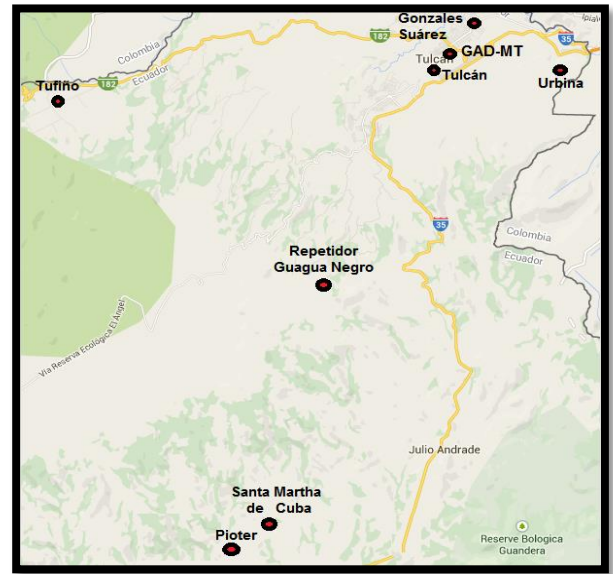 Gonzales
Suárez
Ipiale
182
Colombia
35
GAD-MT
Tulcán
Tulcán
Ecuador
182
Tufiño
Urbina
35
Colombia
Ecuador
Repetidor
Guagua Negro
Vía Reserva Ecológica El Ángel
Julio Andrade
Santa Martha
de Cuba
Pioter
Reserve Bologica
Guandera